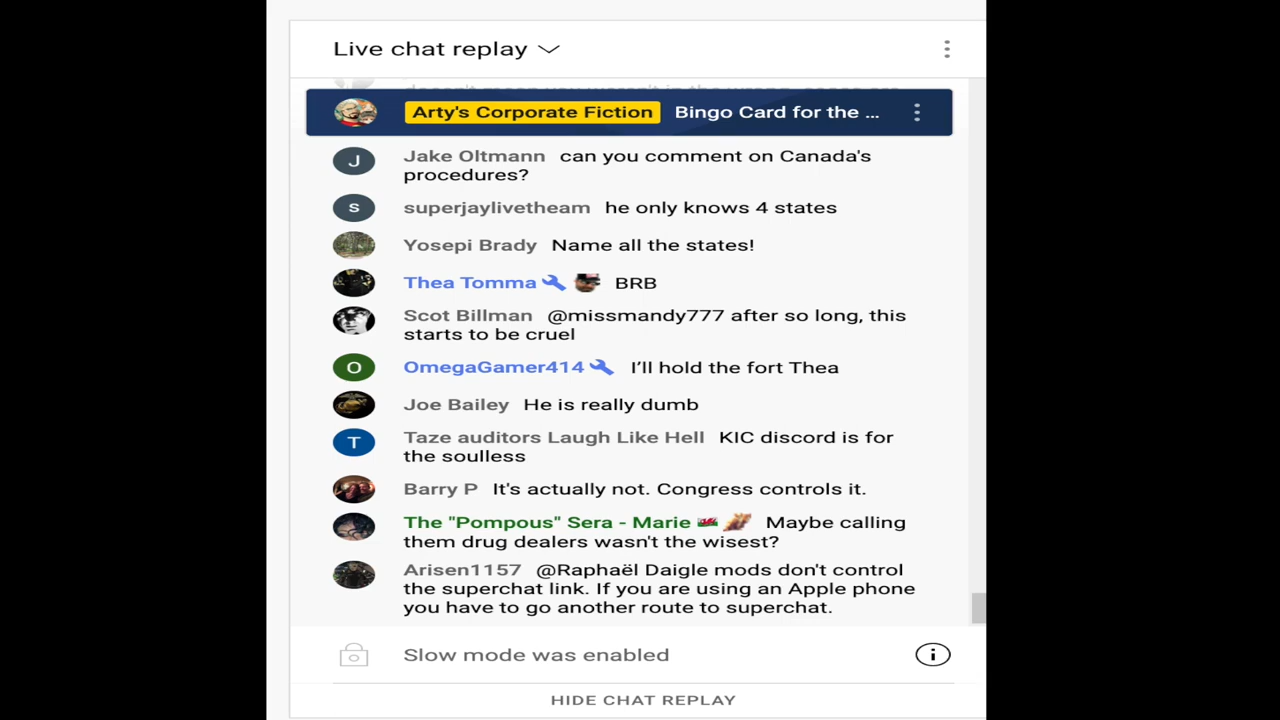 Live chat replay
Arty's Corporate Fiction Bingo Card for the ...
J Jake Oltmann can you comment on Canada's
procedures?
s superjaylivetheam he only knows 4 states
Yosepi Brady Name all the states!
Thea Tomma BRB
Scot Billman @missmandy777 after so long, this
starts to be cruel
O OmegaGamer414 I’ll hold the fort Thea
Joe Bailey He is really dumb
T Taze auditors Laugh Like Hell KIC discord is for
the soulless
Barry P It's actually not. Congress controls it.
The "Pompous" Sera - Marie Maybe calling
them drug dealers wasn't the wisest?
Arisen1157 @Raphaël Daigle mods don't control
the superchat link. If you are using an Apple phone
you have to go another route to superchat.
Slow mode was enabled
HIDE CHAT REPLAY